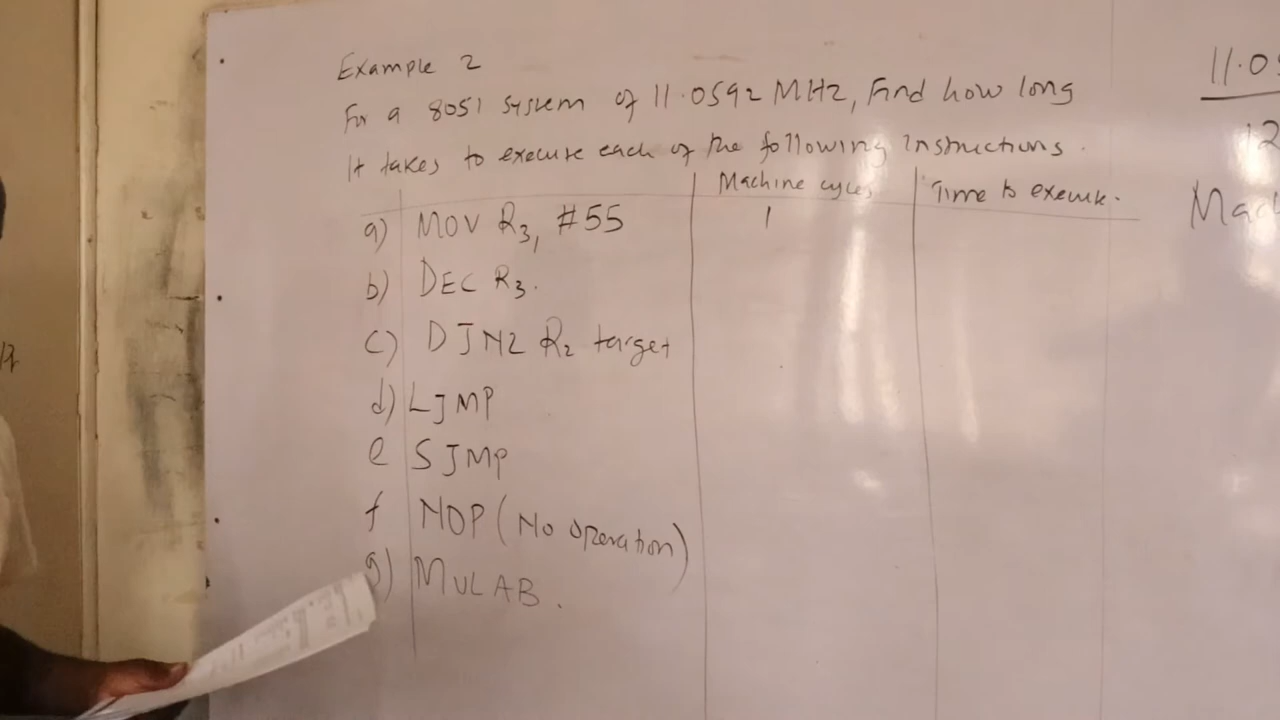 Example 2
For a 8051 system of 11.0592 MHz, Find how long
It takes to execute each of the following instructions.
Machine cycles Time to execute.
a) MOV R3, #55 1
b) DEC R3.
c) DJNZ R2 target
d) LJMP
e SJMP
f NOP (No operation)
g) MUL AB.
11.05
12
Mac